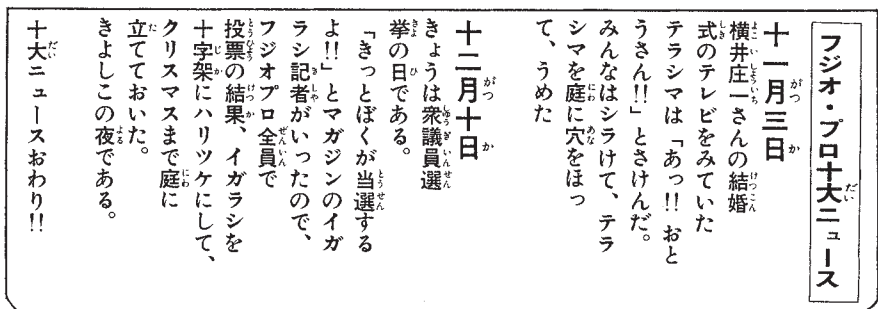 フジオ・プロ十大ニュース
十一月三日
横井庄一さんの結婚
式のテレビをみていた
テラシマは「あっ!! おと
うさん!!」とさけんだ。
みんなはシラけて、テラ
シマを庭に穴をほっ
て、うめた
十二月十日
きょうは衆議員選
挙の日である。
「きっとぼくが当選する
よ!!」とマガジンのイガ
ラシ記者がいったので、
フジオプロ全員で
投票の結果、イガラシを
十字架にハリツケにして、
クリスマスまで庭に
立てておいた。
きよしこの夜である。
十大ニュースおわり!!